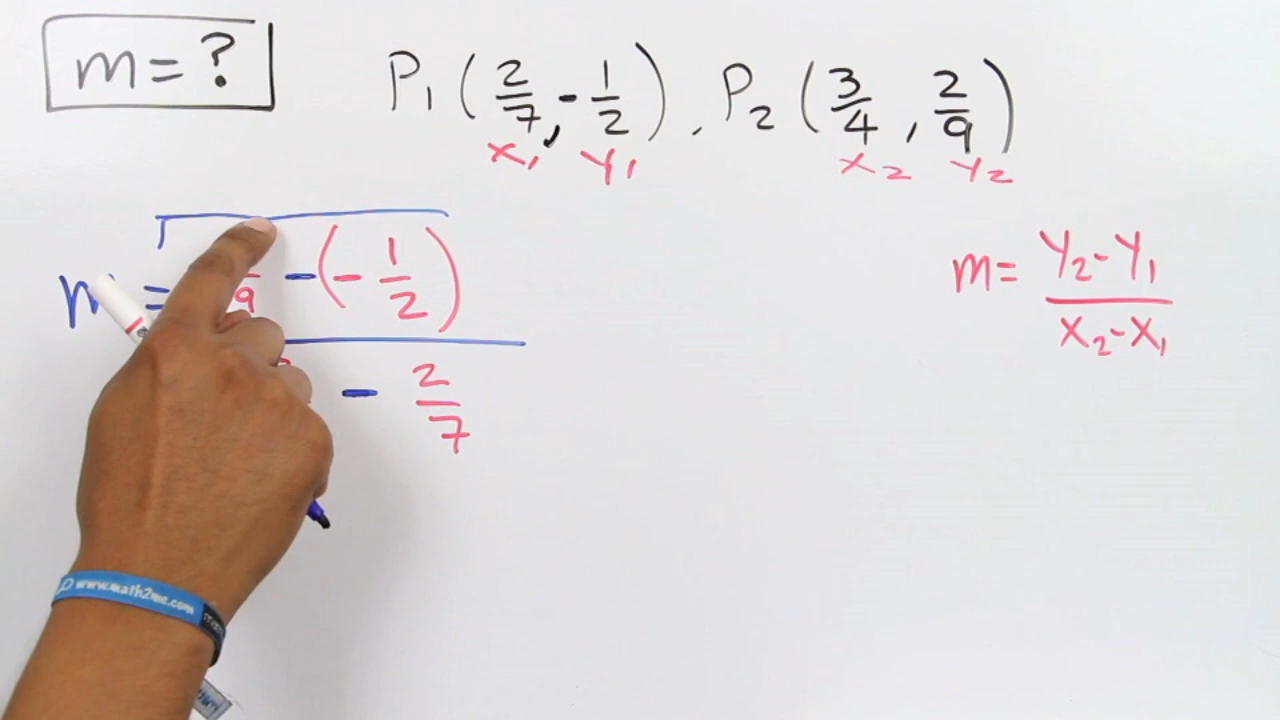 m = ?
P₁ ( 2/7 , - 1/2 ) , P₂ ( 3/4 , 2/9 )
x₁ y₁ x₂ y₂
m = 9 - ( - 1/2 )
- 2/7
m = y₂ - y₁ / x₂ - x₁
www.math2me.com